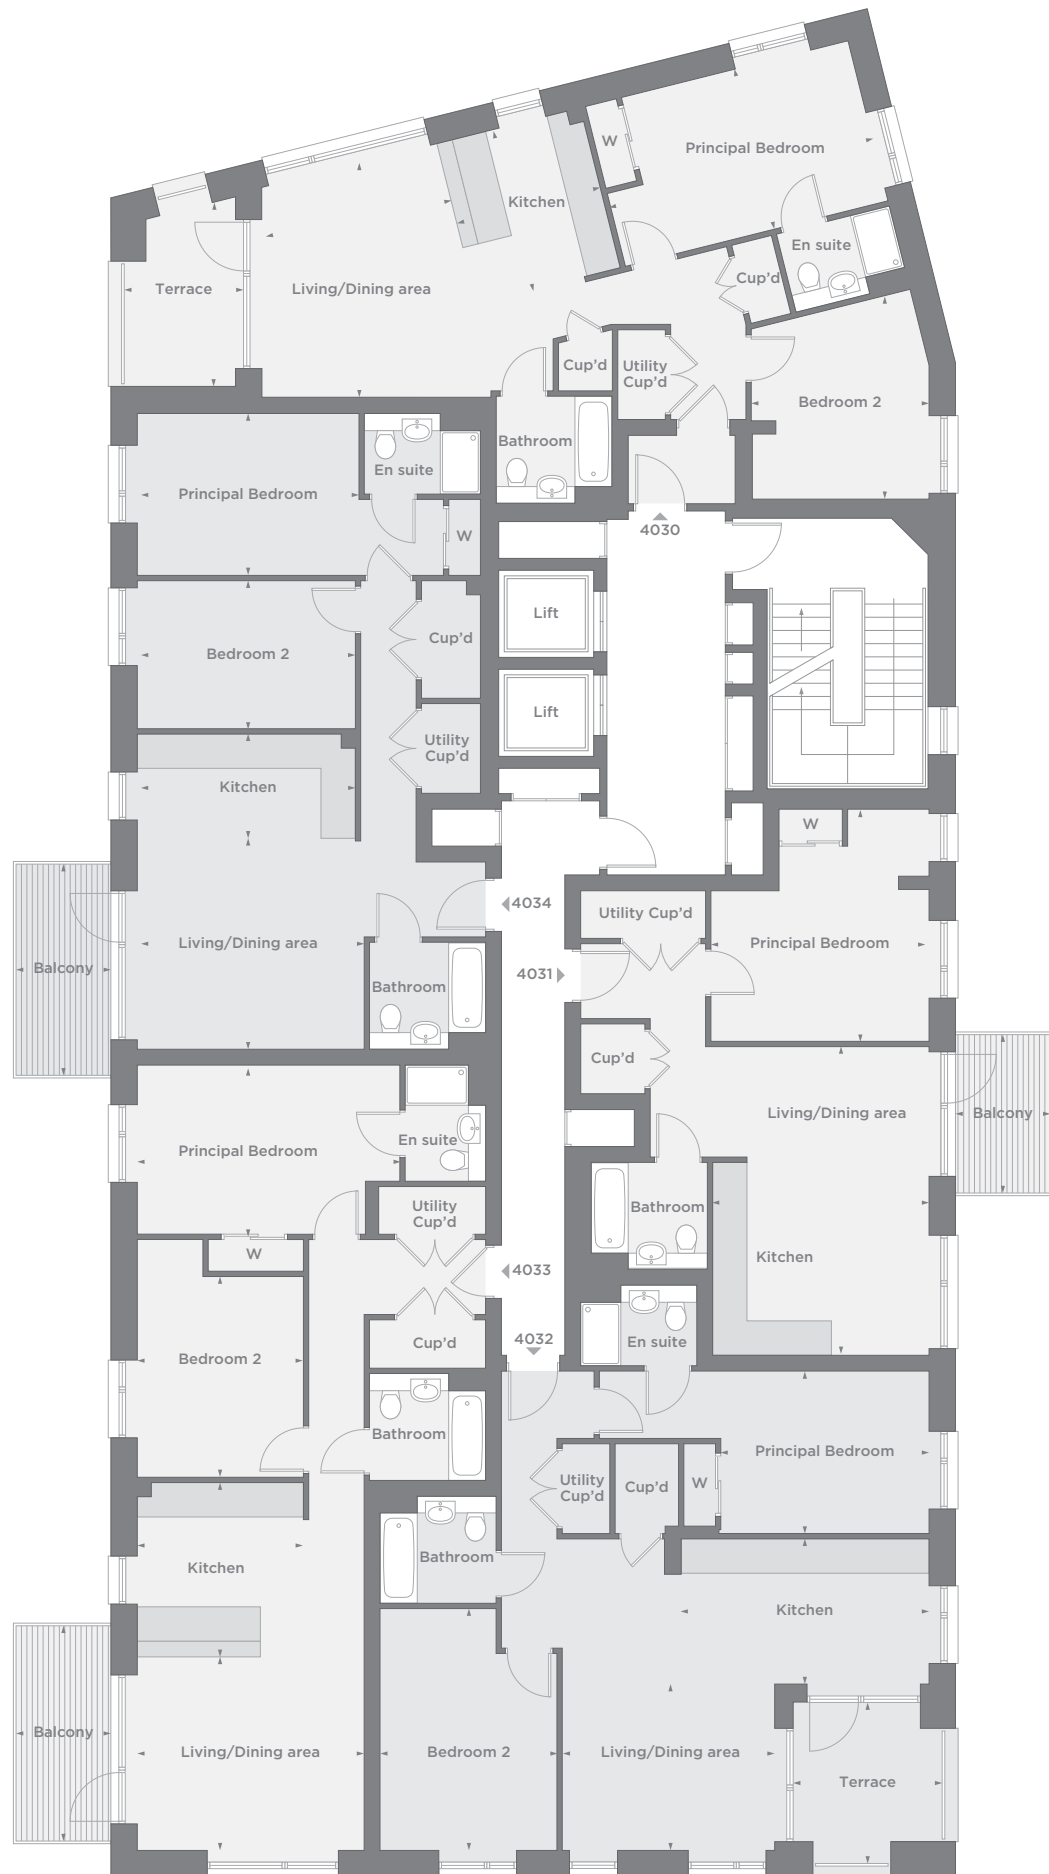 W
Principal Bedroom
Kitchen
En suite
Cup'd
Terrace
Living/Dining area
Cup'd
Utility
Cup'd
Bedroom 2
Bathroom
En suite
Principal Bedroom
W
4030
Lift
Cup'd
Bedroom 2
Lift
Utility
Cup'd
Kitchen
W
4034
Utility Cup'd
Living/Dining area
Principal Bedroom
Balcony
4031
Bathroom
Cup'd
Living/Dining area
Balcony
En suite
Principal Bedroom
Utility
Cup'd
Bathroom
W
Kitchen
4033
4032
Cup'd
En suite
Bedroom 2
Bathroom
Principal Bedroom
Utility
Cup'd
Cup'd
W
Bathroom
Kitchen
Kitchen
Balcony
Living/Dining area
Bedroom 2
Living/Dining area
Terrace